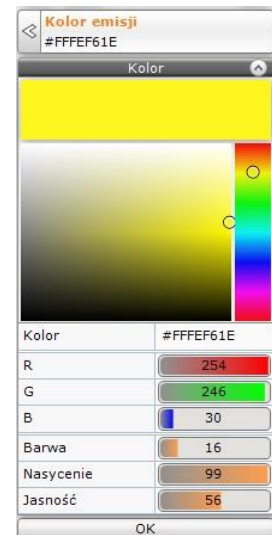 Kolor emisji
#FFFEF61E
Kolor
Kolor #FFFEF61E
R 254
G 246
B 30
Barwa 16
Nasycenie 99
Jasność 56
OK